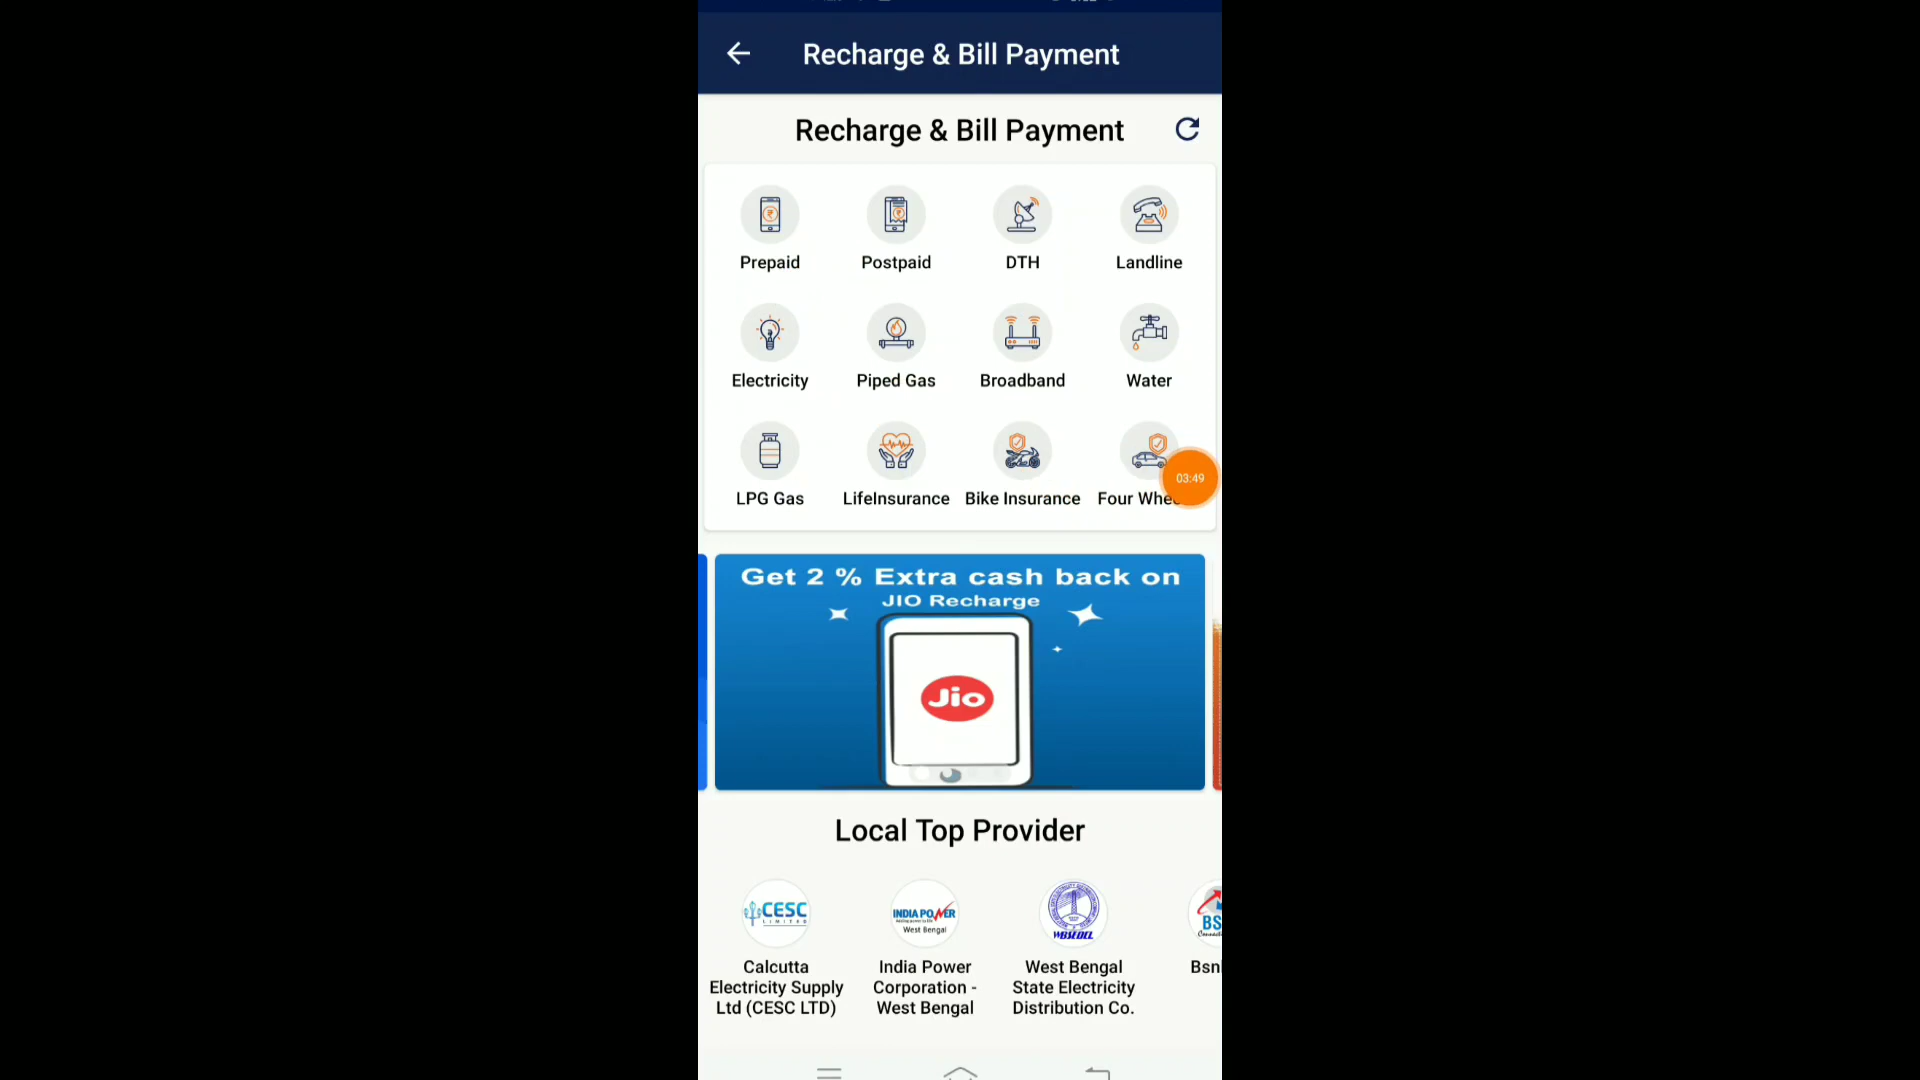 Recharge & Bill Payment
Recharge & Bill Payment
Prepaid
Postpaid
DTH
Landline
Electricity
Piped Gas
Broadband
Water
LPG Gas
LifeInsurance
Bike Insurance
Four Whe
03:49
Get 2 % Extra cash back on
JIO Recharge
Jio
Local Top Provider
CESC
LIMITED
INDIA POWER
West Bengal
WBSEDCL
BS
Calcutta
Electricity Supply
Ltd (CESC LTD)
India Power
Corporation -
West Bengal
West Bengal
State Electricity
Distribution Co.
Bsn